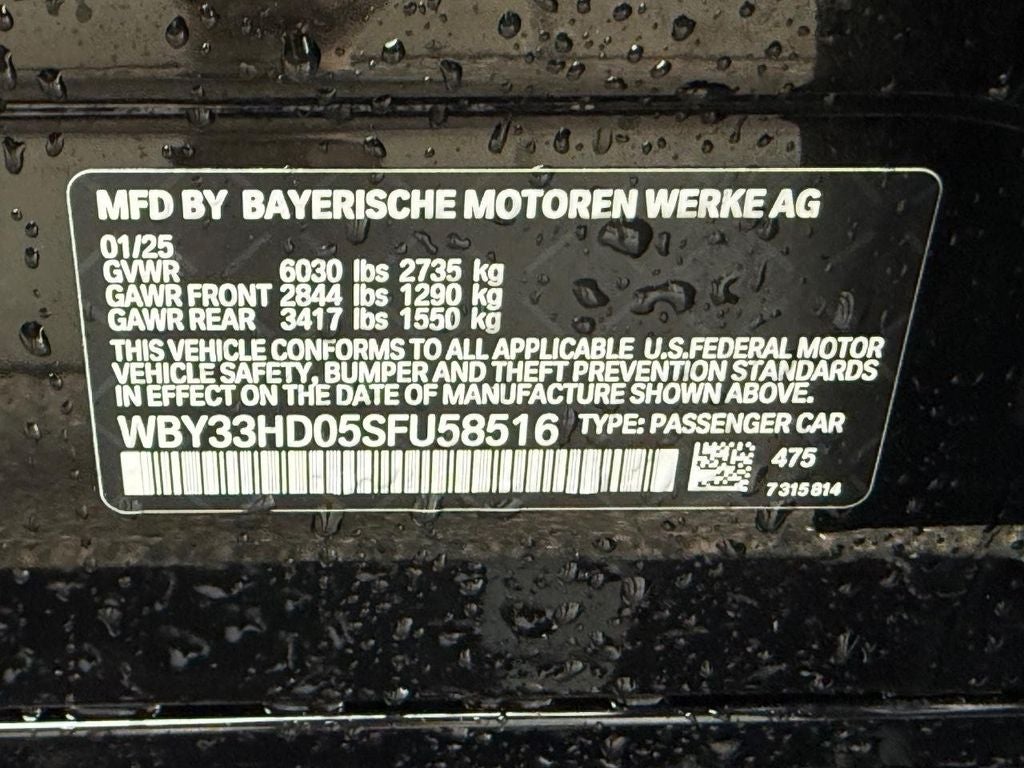 MFD BY BAYERISCHE MOTOREN WERKE AG
01/25
GVWR 6030 lbs 2735 kg
GAWR FRONT 2844 lbs 1290 kg
GAWR REAR 3417 lbs 1550 kg
THIS VEHICLE CONFORMS TO ALL APPLICABLE U.S.FEDERAL MOTOR
VEHICLE SAFETY, BUMPER AND THEFT PREVENTION STANDARDS
IN EFFECT ON THE DATE OF MANUFACTURE SHOWN ABOVE.
WBY33HD05SFU58516 TYPE: PASSENGER CAR
475
7315814